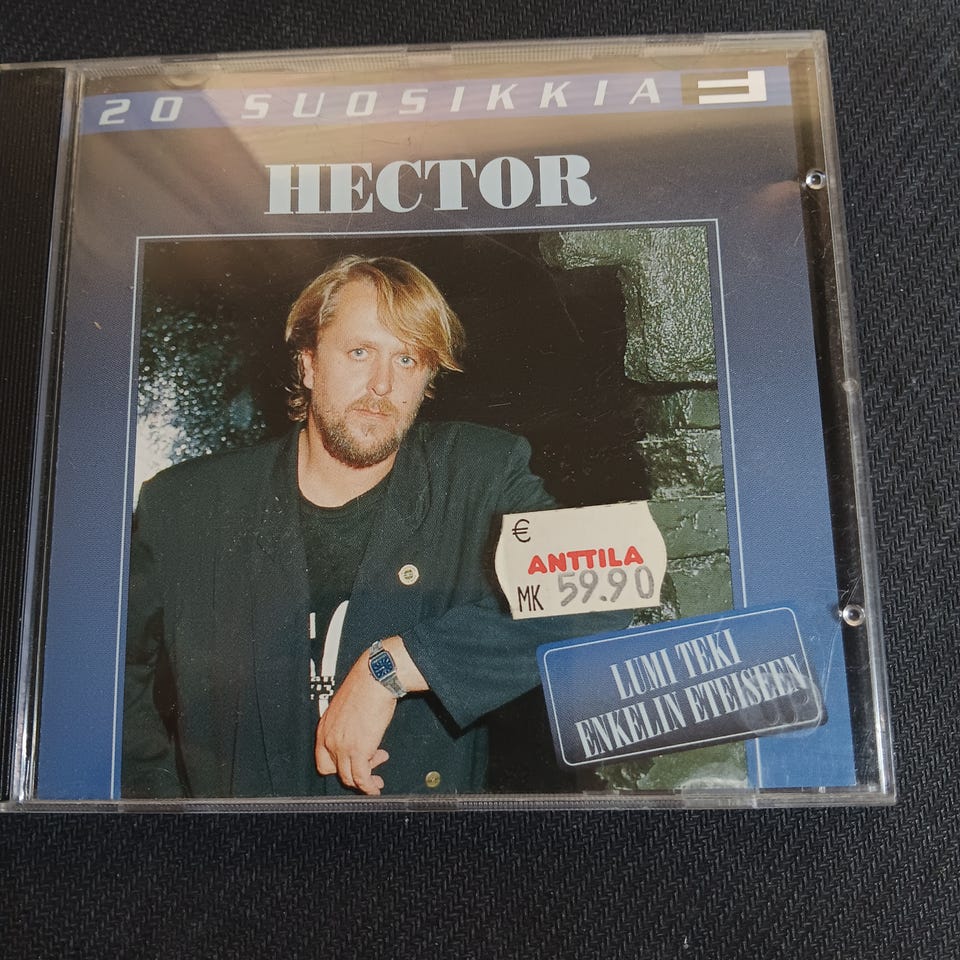 20 SUOSIKKIA
HECTOR
€
ANTTILA
MK 59.90
LUMI TEKI
ENKELIN ETEISEEN